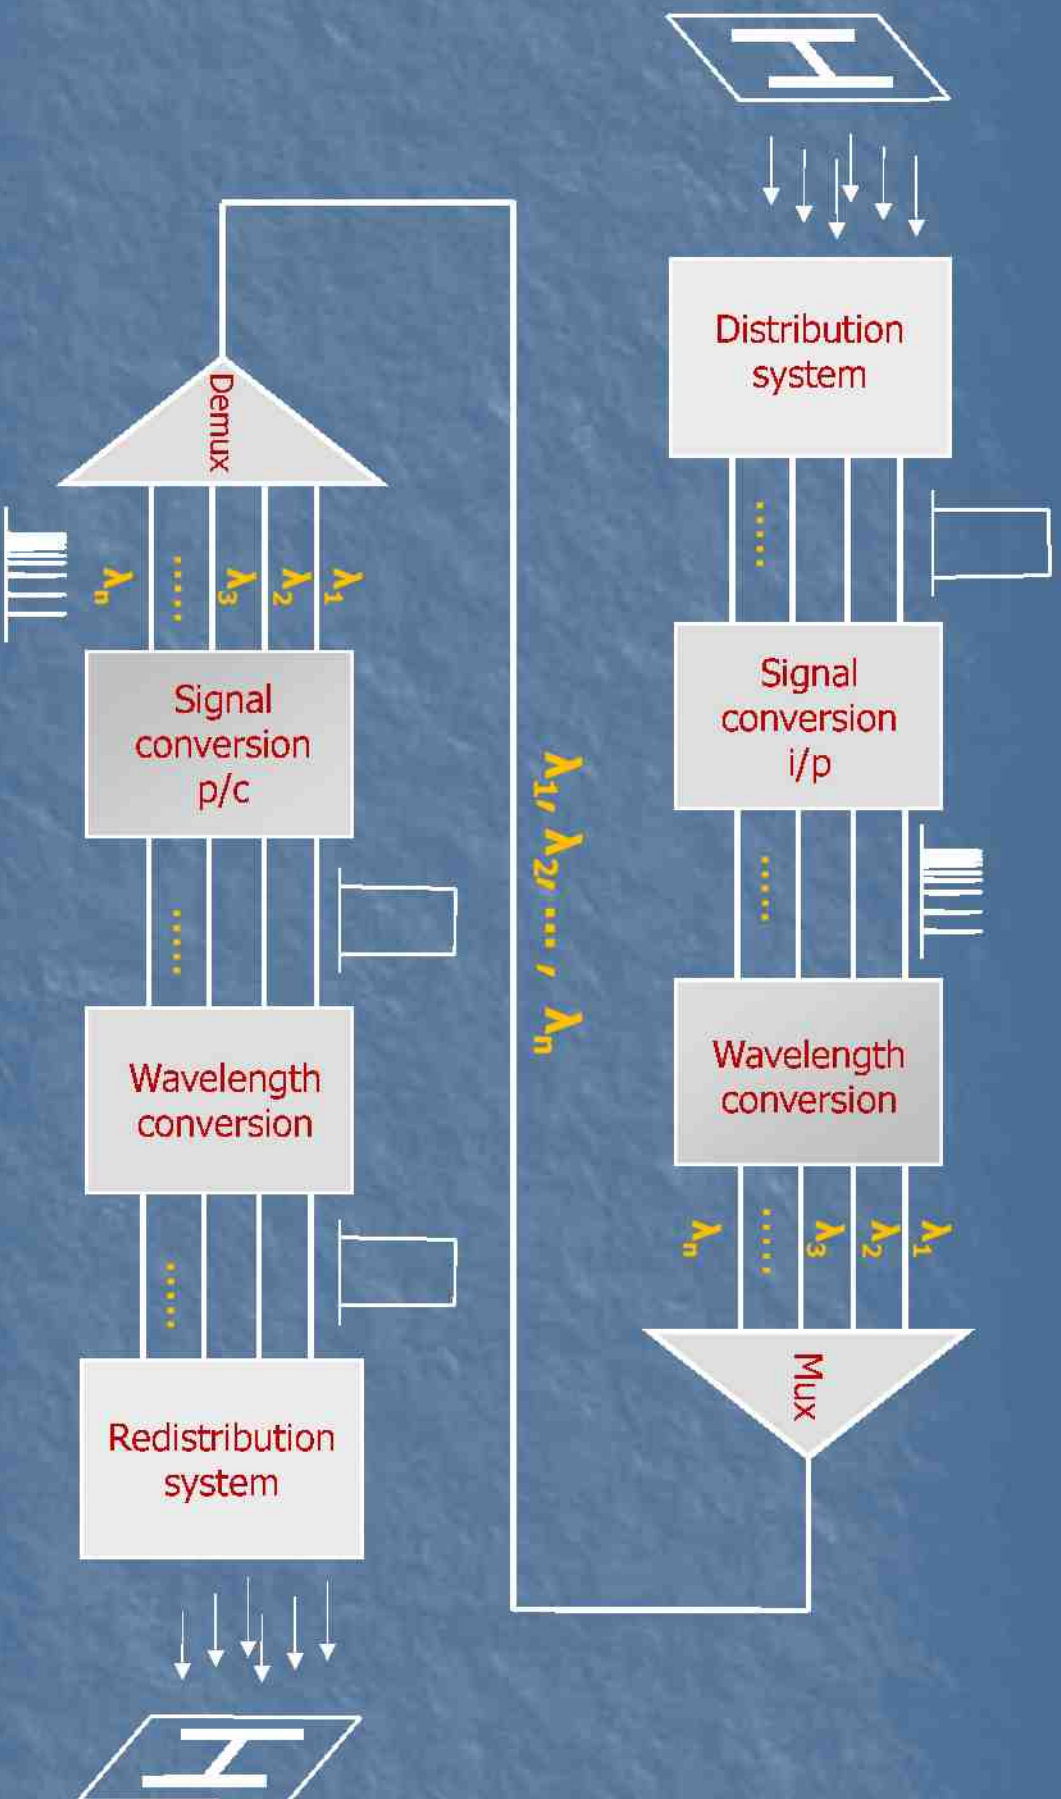 H
Distribution
system
.....
Signal
conversion
i/p
.....
Wavelength
conversion
λ1
λ2
λ3
.....
λn
Mux
λ1, λ2, ... , λn
Demux
λ1
λ2
λ3
.....
λn
Signal
conversion
p/c
.....
Wavelength
conversion
.....
Redistribution
system
H